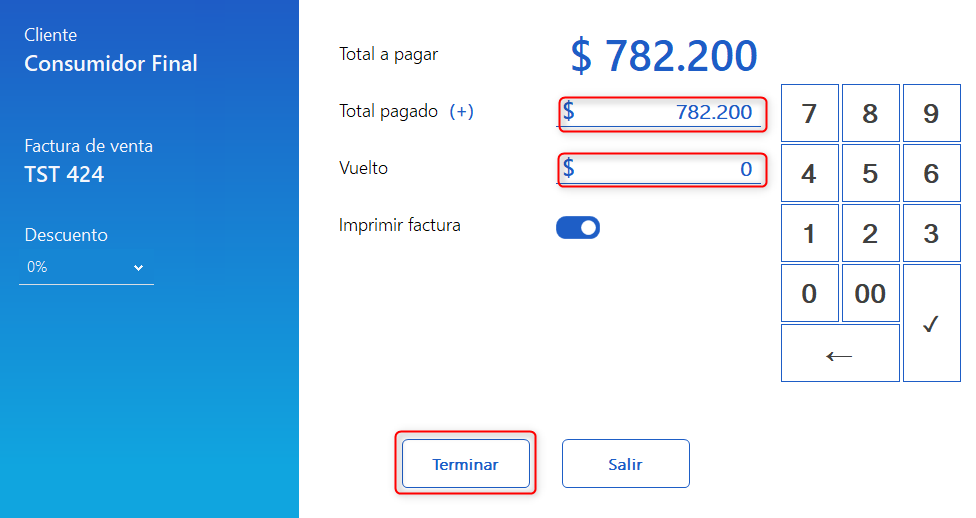 Cliente
Consumidor Final
Factura de venta
TST 424
Descuento
0%
Total a pagar
$ 782.200
Total pagado (+)
$ 782.200
Vuelto
$ 0
Imprimir factura
7 8 9
4 5 6
1 2 3
0 00 ✓
←
Terminar
Salir